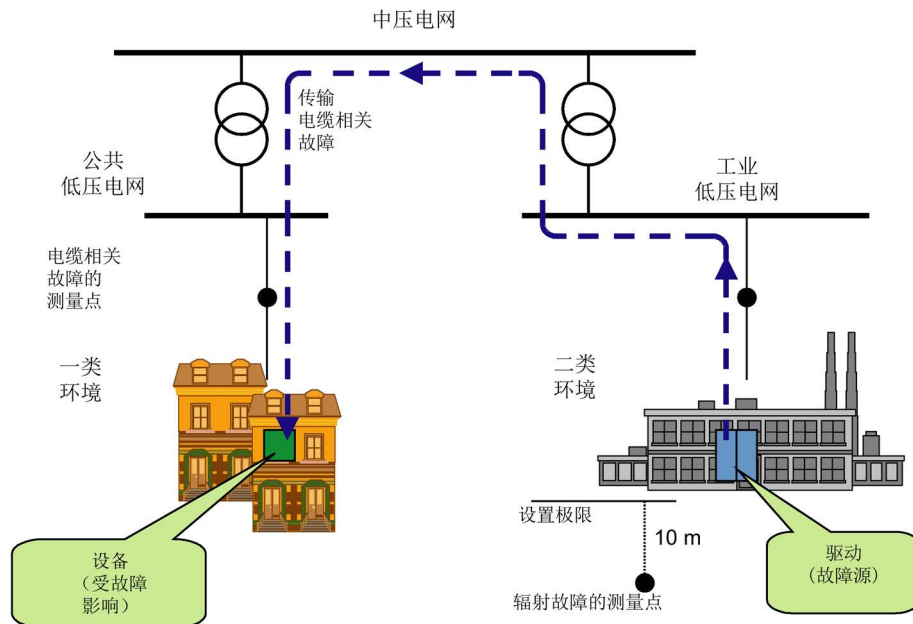 中压电网
传输
电缆相关
故障
公共
低压电网
工业
低压电网
电缆相关
故障的
测量点
一类
环境
二类
环境
设置极限
10 m
设备
（受故障
影响）
驱动
(故障源)
辐射故障的测量点